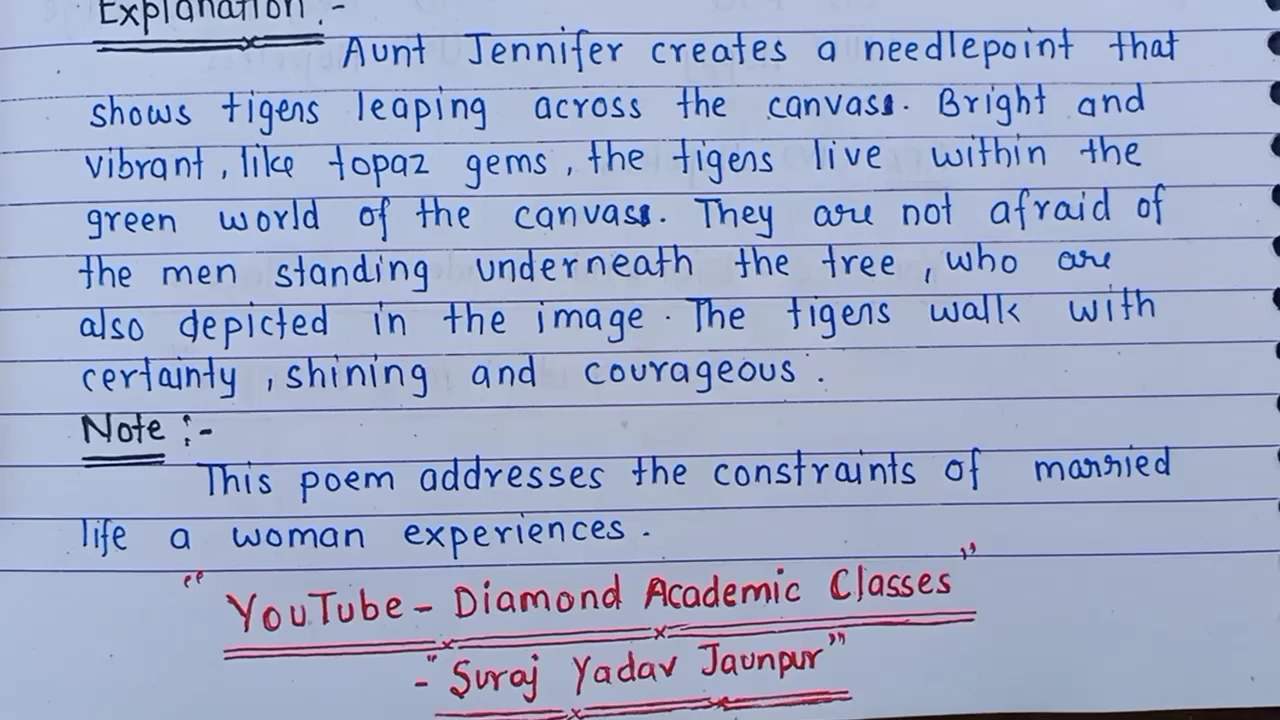 Explanation :-
Aunt Jennifer creates a needlepoint that
shows tigers leaping across the canvas. Bright and
vibrant, like topaz gems, the tigers live within the
green world of the canvas. They are not afraid of
the men standing underneath the tree, who are
also depicted in the image. The tigers walk with
certainty, shining and courageous.
Note :-
This poem addresses the constraints of married
life a woman experiences.
"YouTube - Diamond Academic Classes"
- "Suraj Yadav Jaunpur"